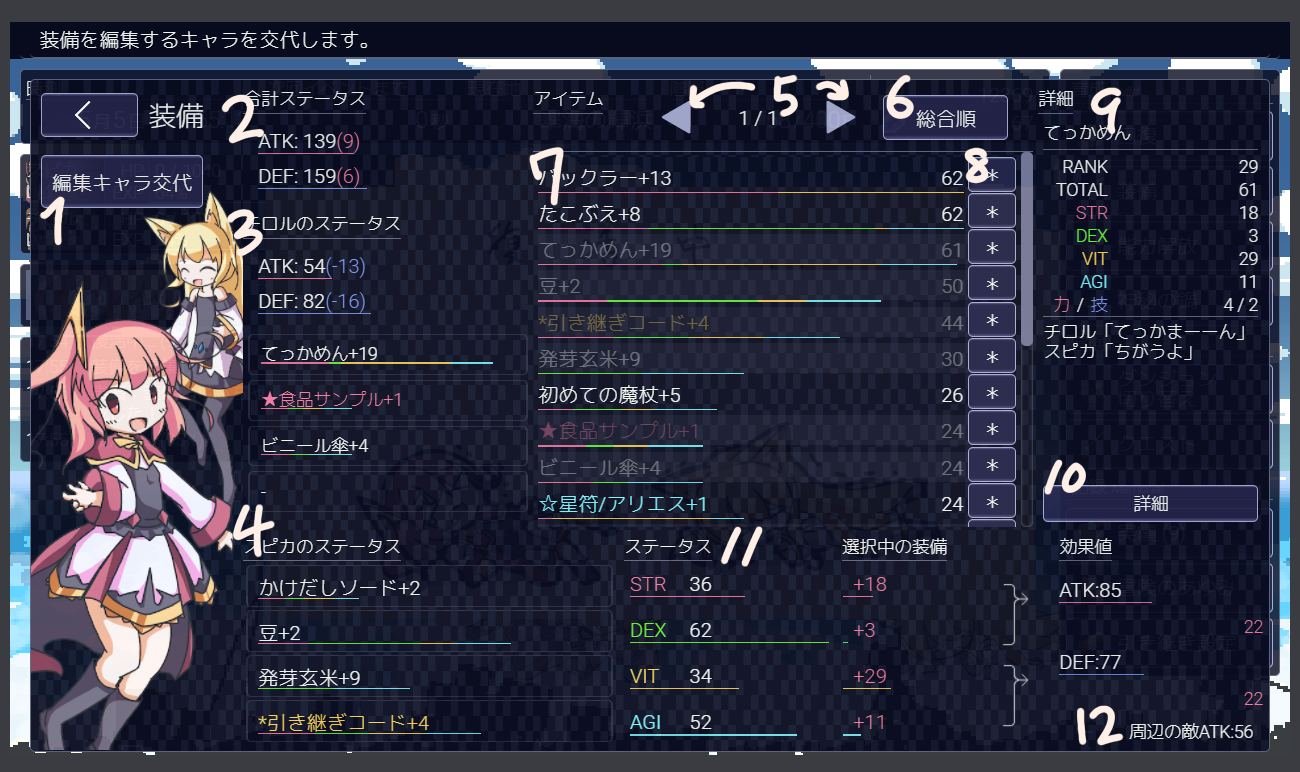 装備を編集するキャラを交代します。
装備
編集キャラ交代
1
2
合計ステータス
ATK: 139(9)
DEF: 159(6)
3
チロルのステータス
ATK: 54(-13)
DEF: 82(-16)
てっかめん+19
★食品サンプル+1
ビニール傘+4
-
4
スピカのステータス
かけだしソード+2
豆+2
発芽玄米+9
*引き継ぎコード+4
アイテム
5
1 / 1
6
総合順
7
8
バックラー+13 62 *
たこぶえ+8 62 *
てっかめん+19 61 *
豆+2 50 *
*引き継ぎコード+4 44 *
発芽玄米+9 30 *
初めての魔杖+5 26 *
★食品サンプル+1 24 *
ビニール傘+4 24 *
☆星符/アリエス+1 24 *
詳細
9
てっかめん
RANK 29
TOTAL 61
STR 18
DEX 3
VIT 29
AGI 11
力 / 技 4 / 2
チロル「てっかまーーん」
スピカ「ちがうよ」
10
詳細
ステータス 11 選択中の装備 効果値
STR 36 +18
DEX 62 +3
VIT 34 +29
AGI 52 +11
ATK:85
22
DEF:77
22
12
周辺の敵ATK:56